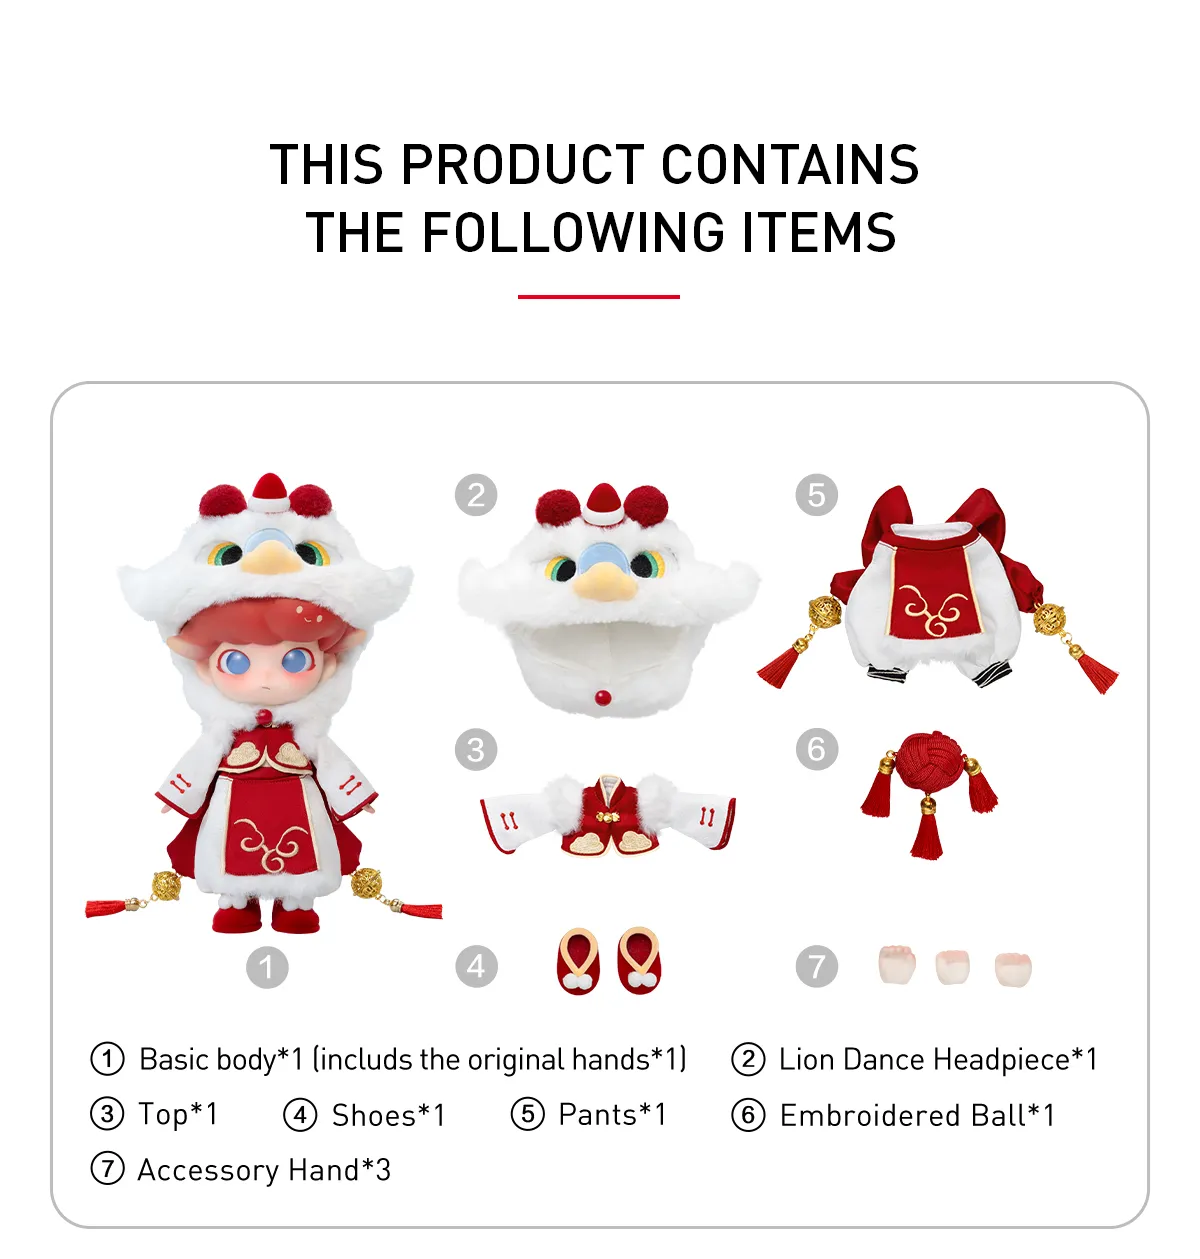 THIS PRODUCT CONTAINS
THE FOLLOWING ITEMS
2
5
3
6
1
4
7
① Basic body*1 (includs the original hands*1) ② Lion Dance Headpiece*1
③ Top*1 ④ Shoes*1 ⑤ Pants*1 ⑥ Embroidered Ball*1
⑦ Accessory Hand*3